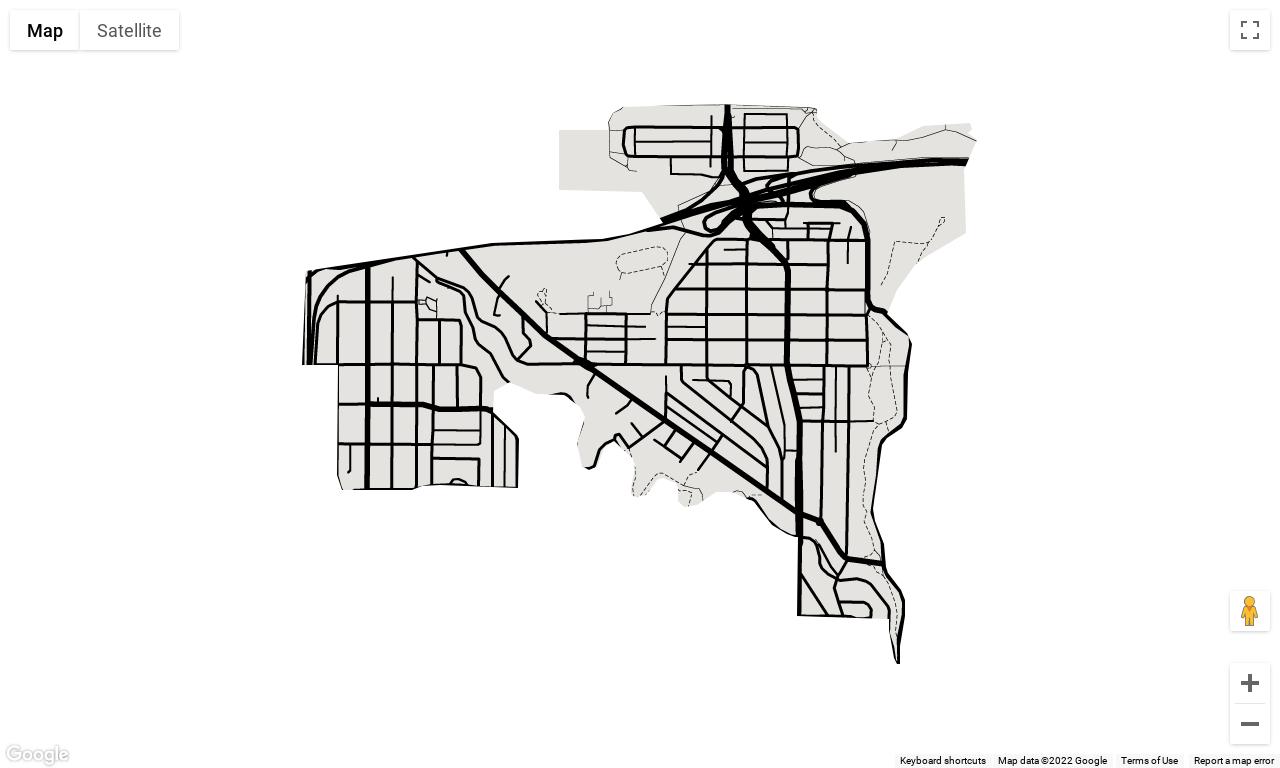 Map Satellite
Google
Keyboard shortcuts Map data ©2022 Google Terms of Use Report a map error